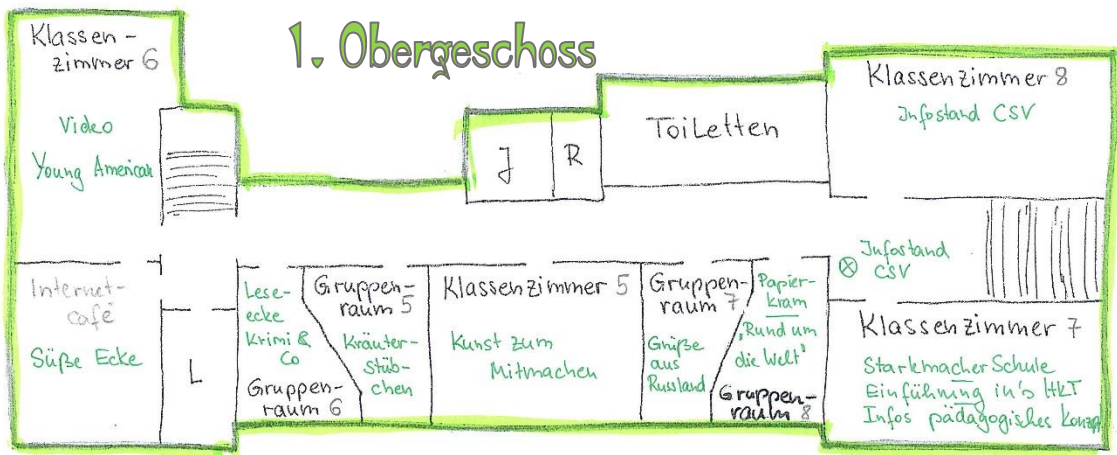 1. Obergeschoss
Klassen-
zimmer 6
Video
Young American
J
R
Toiletten
Klassenzimmer 8
Infostand CSV
Infostand
CSV
Internet-
café
Süße Ecke
L
Lese-
ecke
Krimi &
Co
Gruppen-
raum 6
Gruppen-
raum 5
Kräuter-
Stüb-
chen
Klassenzimmer 5
Kunst zum
Mitmachen
Gruppen-
raum 7
Grüße
aus
Russland
Papier-
kram
"Rund um
die Welt"
Gruppen-
raum 8
Klassenzimmer 7
Starkmacher Schule
Einführung in's HKT
Infos pädagogisches Konzept